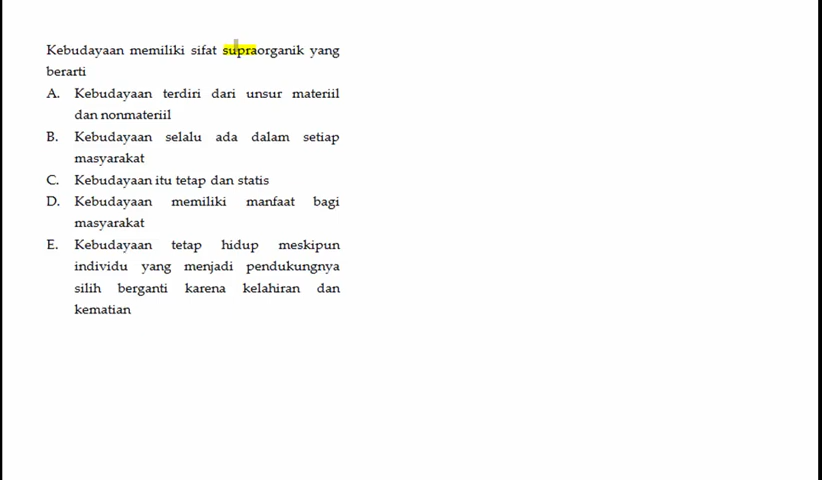 Kebudayaan memiliki sifat supraorganik yang
berarti
A. Kebudayaan terdiri dari unsur materiil
dan nonmateriil
B. Kebudayaan selalu ada dalam setiap
masyarakat
C. Kebudayaan itu tetap dan statis
D. Kebudayaan memiliki manfaat bagi
masyarakat
E. Kebudayaan tetap hidup meskipun
individu yang menjadi pendukungnya
silih berganti karena kelahiran dan
kematian